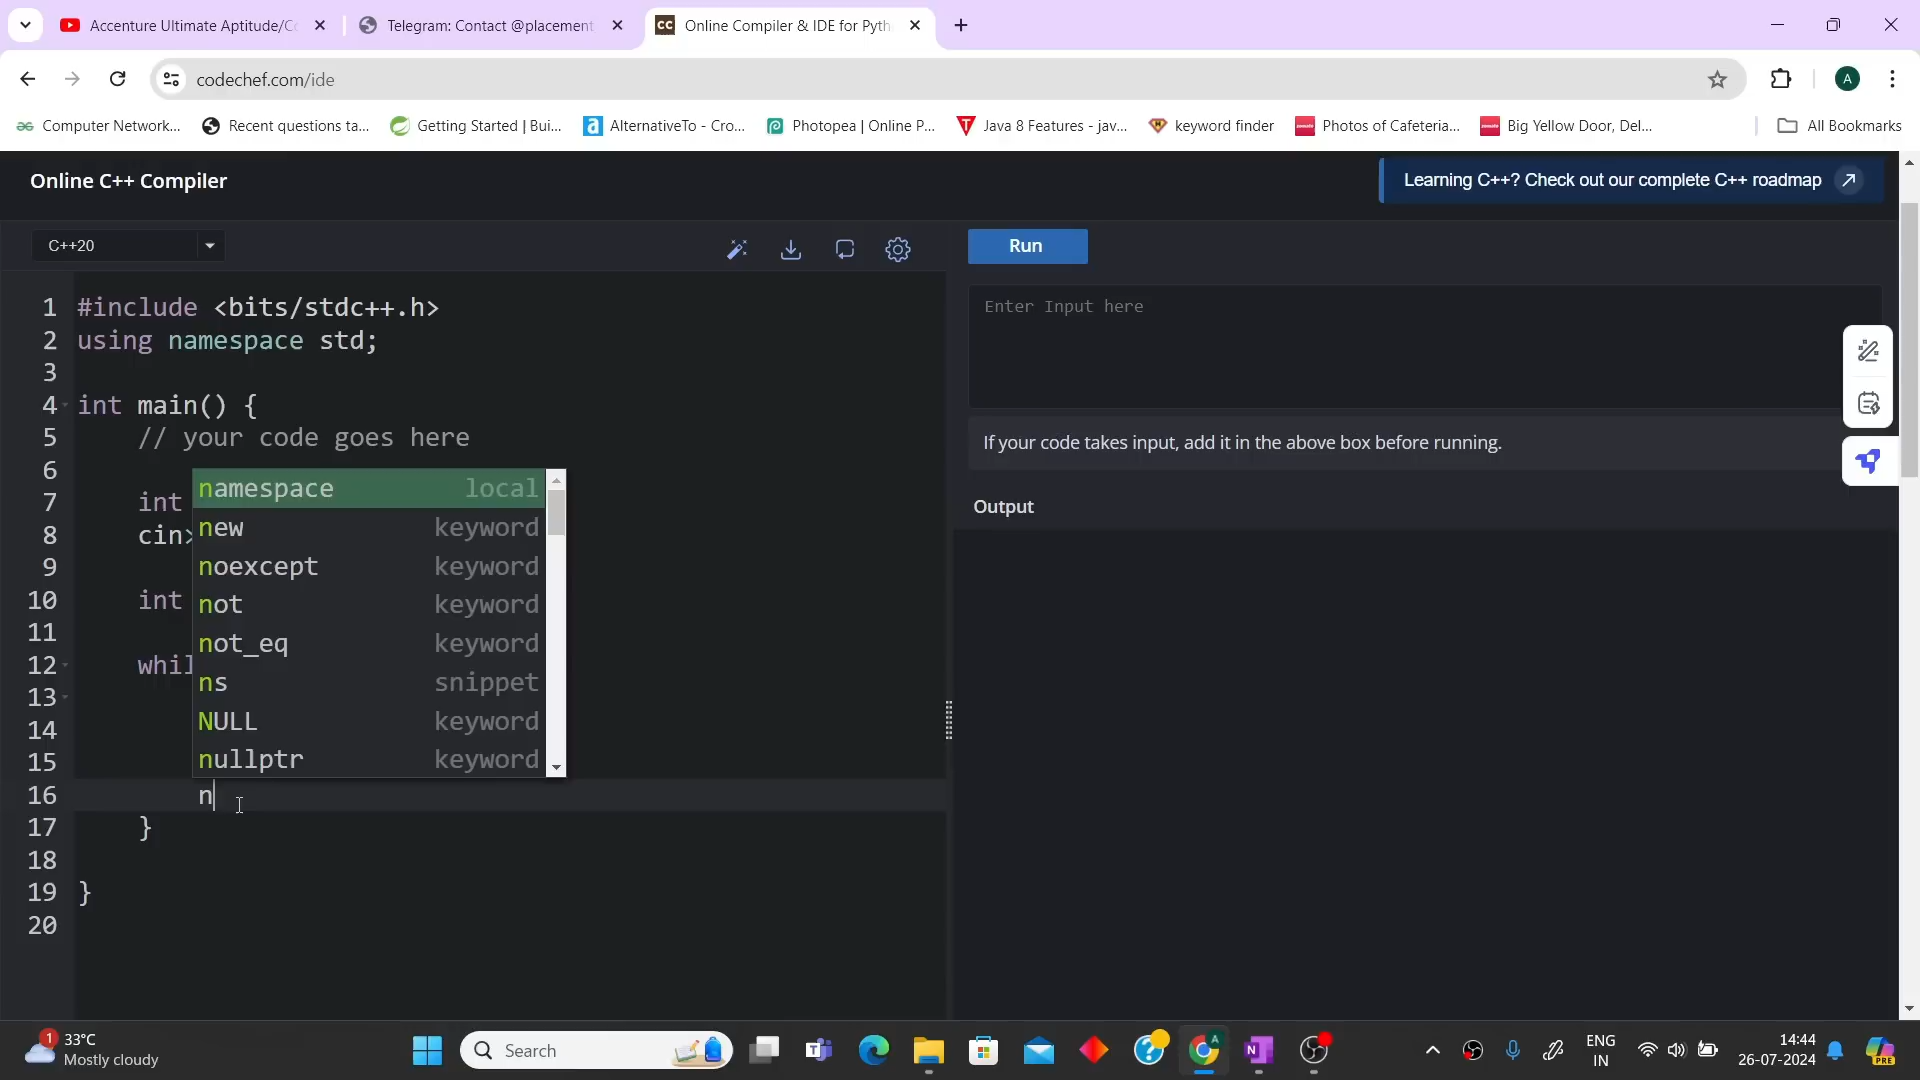 Accenture Ultimate Aptitude/Co
Telegram: Contact @placement
CC Online Compiler & IDE for Pyth
codechef.com/ide
A
Computer Network...
Recent questions ta...
Getting Started | Bui...
AlternativeTo - Cro...
Photopea | Online P...
Java 8 Features - jav...
keyword finder
Photos of Cafeteria...
Big Yellow Door, Del...
All Bookmarks
Online C++ Compiler
Learning C++? Check out our complete C++ roadmap
C++20
Run
1 #include <bits/stdc++.h>
2 using namespace std;
3
4 int main() {
5 // your code goes here
6
7 int
8 cin>
9
10 int
11
12 whil
13
14
15
16 n
17 }
18
19 }
20
namespace local
new keyword
noexcept keyword
not keyword
not_eq keyword
ns snippet
NULL keyword
nullptr keyword
Enter Input here
If your code takes input, add it in the above box before running.
Output
1
33°C
Mostly cloudy
Search
A
ENG
IN
14:44
26-07-2024
PRE